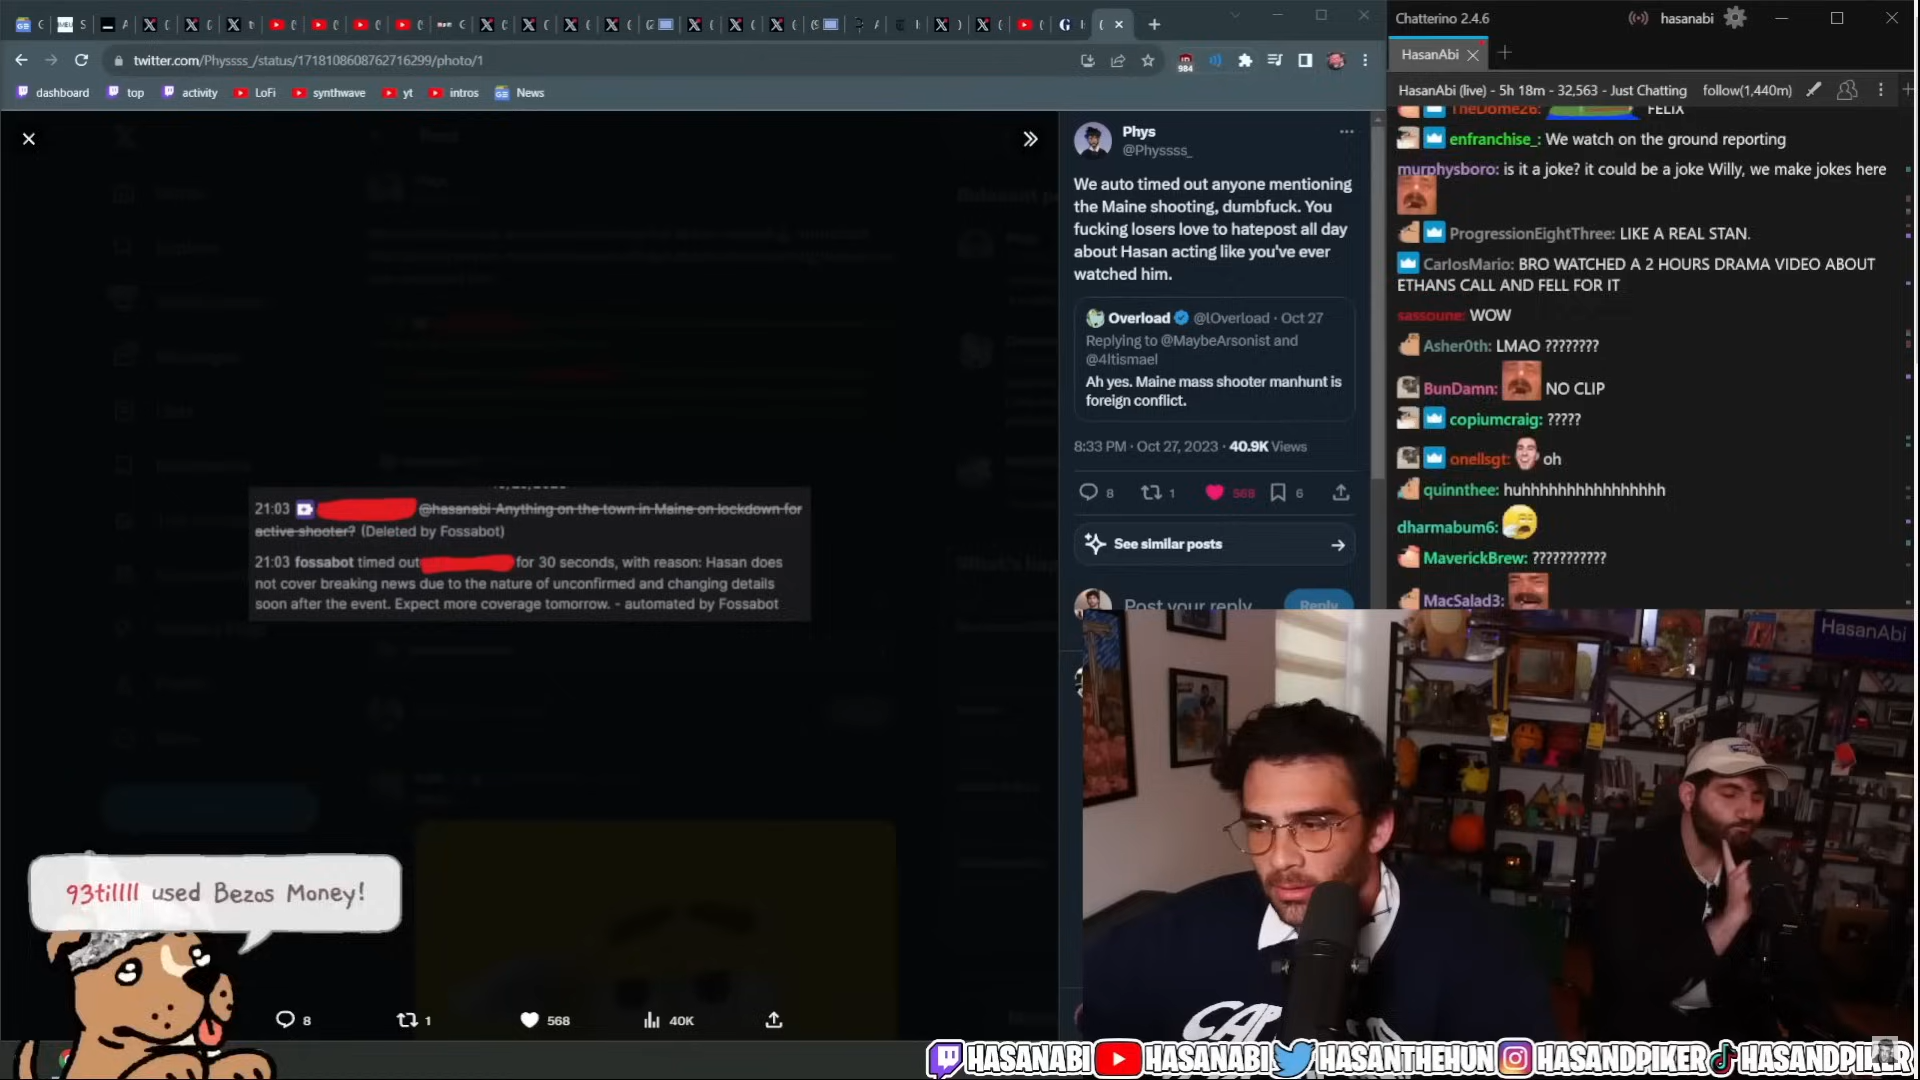 Chatterino 2.4.6
hasanabi
HasanAbi
twitter.com/Physsss_/status/1718108608762716299/photo/1
984
dashboard
top
activity
LoFi
synthwave
yt
intros
News
HasanAbi (live) - 5h 18m - 32,563 - Just Chatting
follow(1,440m)
TheDome26: FELIX
enfranchise_: We watch on the ground reporting
murphysboro: is it a joke? it could be a joke Willy, we make jokes here
ProgressionEightThree: LIKE A REAL STAN.
CarlosMario: BRO WATCHED A 2 HOURS DRAMA VIDEO ABOUT
ETHANS CALL AND FELL FOR IT
sassoune: WOW
Asher0th: LMAO ????????
BunDamn: NO CLIP
copiumcraig: ?????
onellsgt: oh
quinnthee: huhhhhhhhhhhhhhhhhh
dharmabum6:
MaverickBrew: ???????????
MacSalad3:
Phys
@Physssss_
We auto timed out anyone mentioning
the Maine shooting, dumbfuck. You
fucking losers love to hatepost all day
about Hasan acting like you've ever
watched him.
Overload @lOverload · Oct 27
Replying to @MaybeArsonist and
@4ltismael
Ah yes. Maine mass shooter manhunt is
foreign conflict.
8:33 PM · Oct 27, 2023 · 40.9K Views
8
1
568
6
See similar posts
Post your reply
Reply
21:03 @hasanabi Anything on the town in Maine on lockdown for
active shooter? (Deleted by Fossabot)
21:03 fossabot timed out for 30 seconds, with reason: Hasan does
not cover breaking news due to the nature of unconfirmed and changing details
soon after the event. Expect more coverage tomorrow. - automated by Fossabot
93tillll used Bezos Money!
8
1
568
40K
HasanAbi
HASANABI
HASANABI
HASANTHEHUN
HASANDPIKER
HASANDPIKER